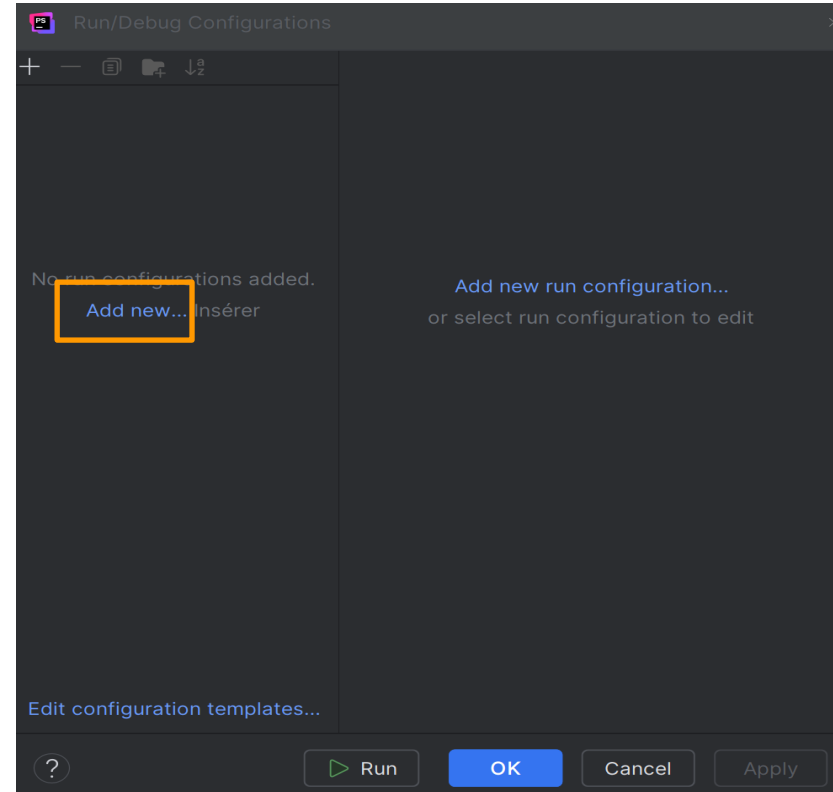 PS
Run/Debug Configurations
No run configurations added.
Add new... Insérer
Add new run configuration...
or select run configuration to edit
Edit configuration templates...
?
Run
OK
Cancel
Apply